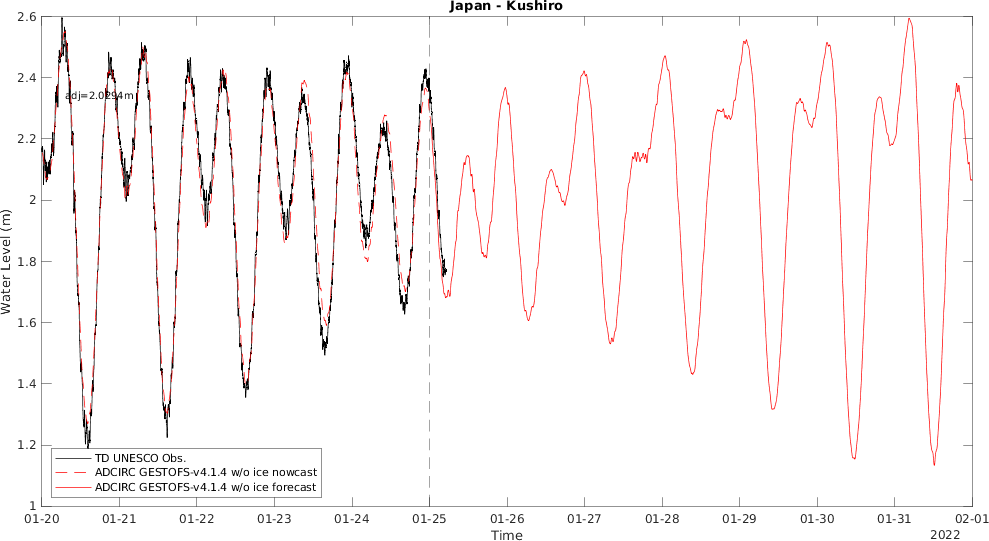 Japan - Kushiro
2.6
2.4
adj=2.0294m
2.2
2
Water Level (m)
1.8
1.6
1.4
1.2
1
TD UNESCO Obs.
ADCIRC GESTOFS-v4.1.4 w/o ice nowcast
ADCIRC GESTOFS-v4.1.4 w/o ice forecast
01-20 01-21 01-22 01-23 01-24 01-25 01-26 01-27 01-28 01-29 01-30 01-31 02-01
Time
2022